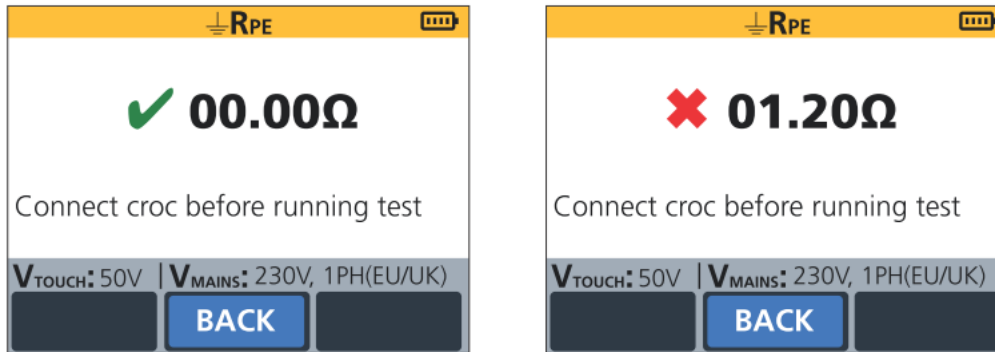 RPE
✔ 00.00Ω
Connect croc before running test
VTOUCH: 50V | VMAINS: 230V, 1PH(EU/UK)
BACK
RPE
✖ 01.20Ω
Connect croc before running test
VTOUCH: 50V | VMAINS: 230V, 1PH(EU/UK)
BACK